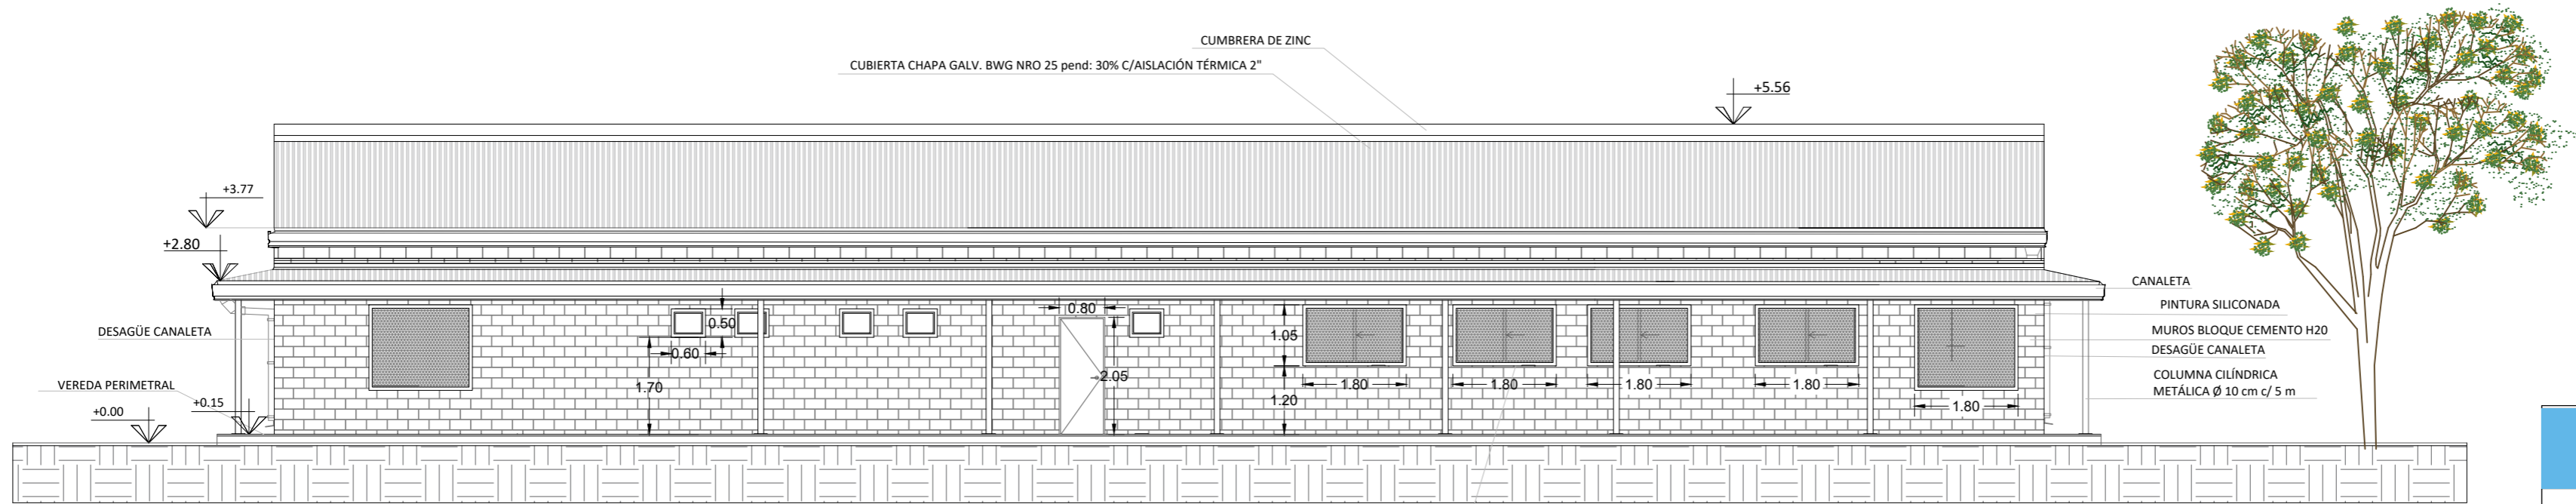 CUMBRERA DE ZINC
CUBIERTA CHAPA GALV. BWG NRO 25 pend: 30% C/AISLACIÓN TÉRMICA 2"
+5.56
+3.77
+2.80
CANALETA
PINTURA SILICONADA
0.80
0.50
DESAGÜE CANALETA
1.05
MUROS BLOQUE CEMENTO H20
DESAGÜE CANALETA
0.60
2.05
COLUMNA CILÍNDRICA
METÁLICA Ø 10 cm c/ 5 m
VEREDA PERIMETRAL
1.70
1.80
1.80
1.80
1.80
1.20
+0.15
1.80
+0.00